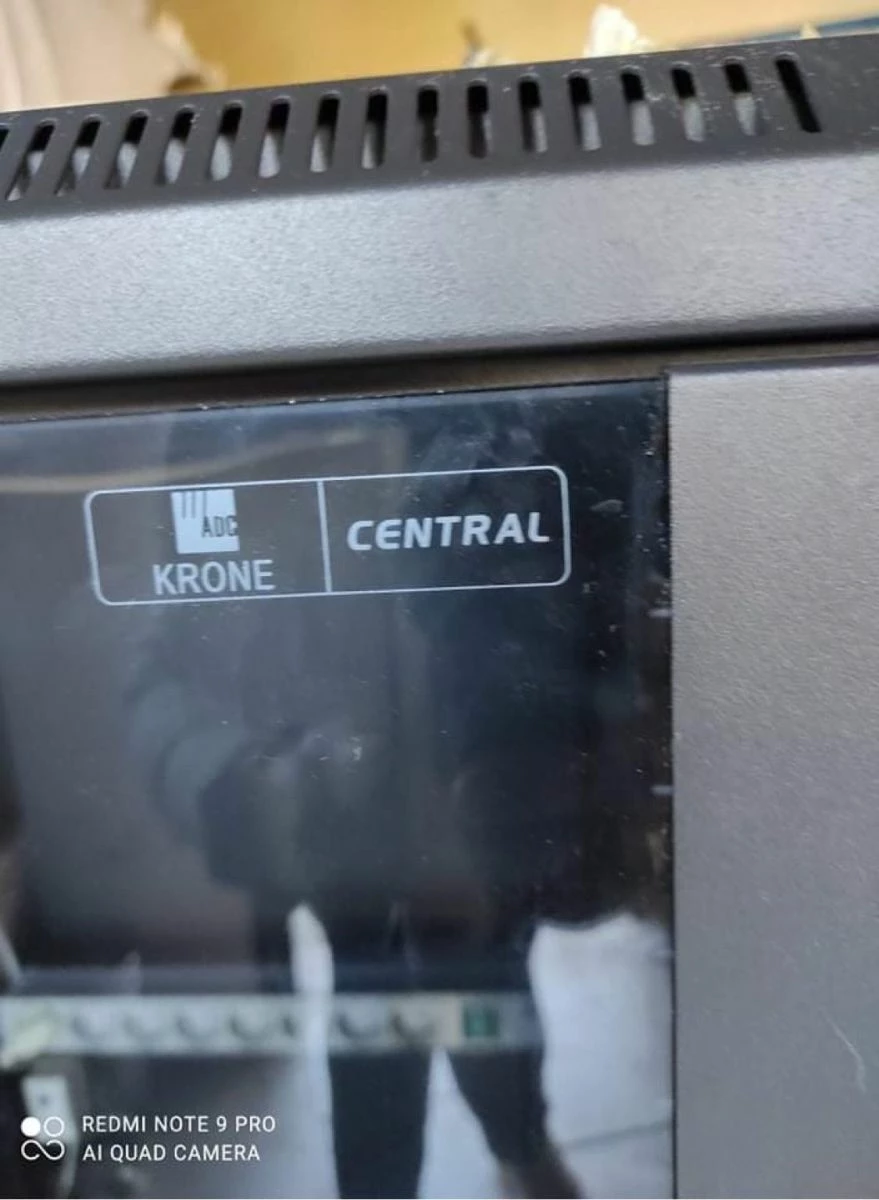 ADC
KRONE
CENTRAL
REDMI NOTE 9 PRO
AI QUAD CAMERA